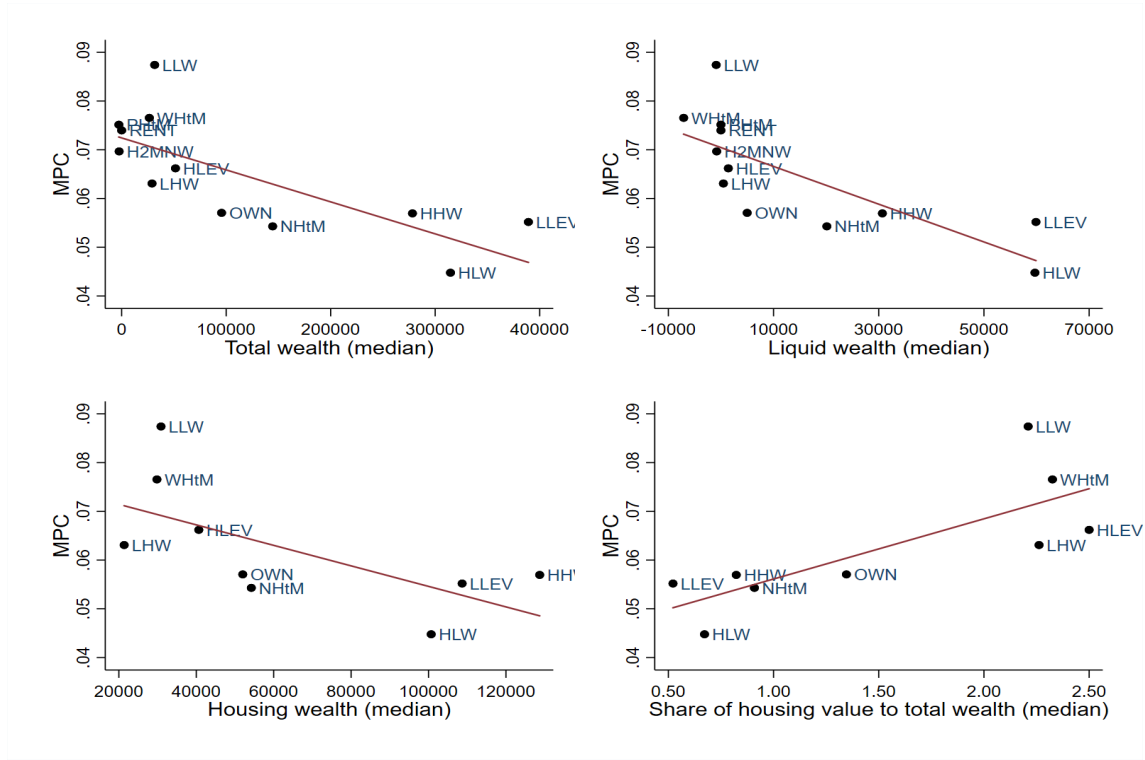 .09
.08
.07
.06
.05
.04
MPC
LLW
WHtM
PHtM
RENT
H2MNW
HLEV
LHW
OWN
NHtM
HHW
LLEV
HLW
0
100000
200000
300000
400000
Total wealth (median)
.09
.08
.07
.06
.05
.04
MPC
LLW
WHtM
PHtM
RENT
H2MNW
HLEV
LHW
OWN
NHtM
HHW
LLEV
HLW
-10000
10000
30000
50000
70000
Liquid wealth (median)
.09
.08
.07
.06
.05
.04
MPC
LLW
WHtM
HLEV
LHW
OWN
NHtM
LLEV
HHW
HLW
20000
40000
60000
80000
100000
120000
Housing wealth (median)
.09
.08
.07
.06
.05
.04
MPC
LLW
WHtM
HLEV
LHW
HHW
OWN
LLEV
NHtM
HLW
0.50
1.00
1.50
2.00
2.50
Share of housing value to total wealth (median)